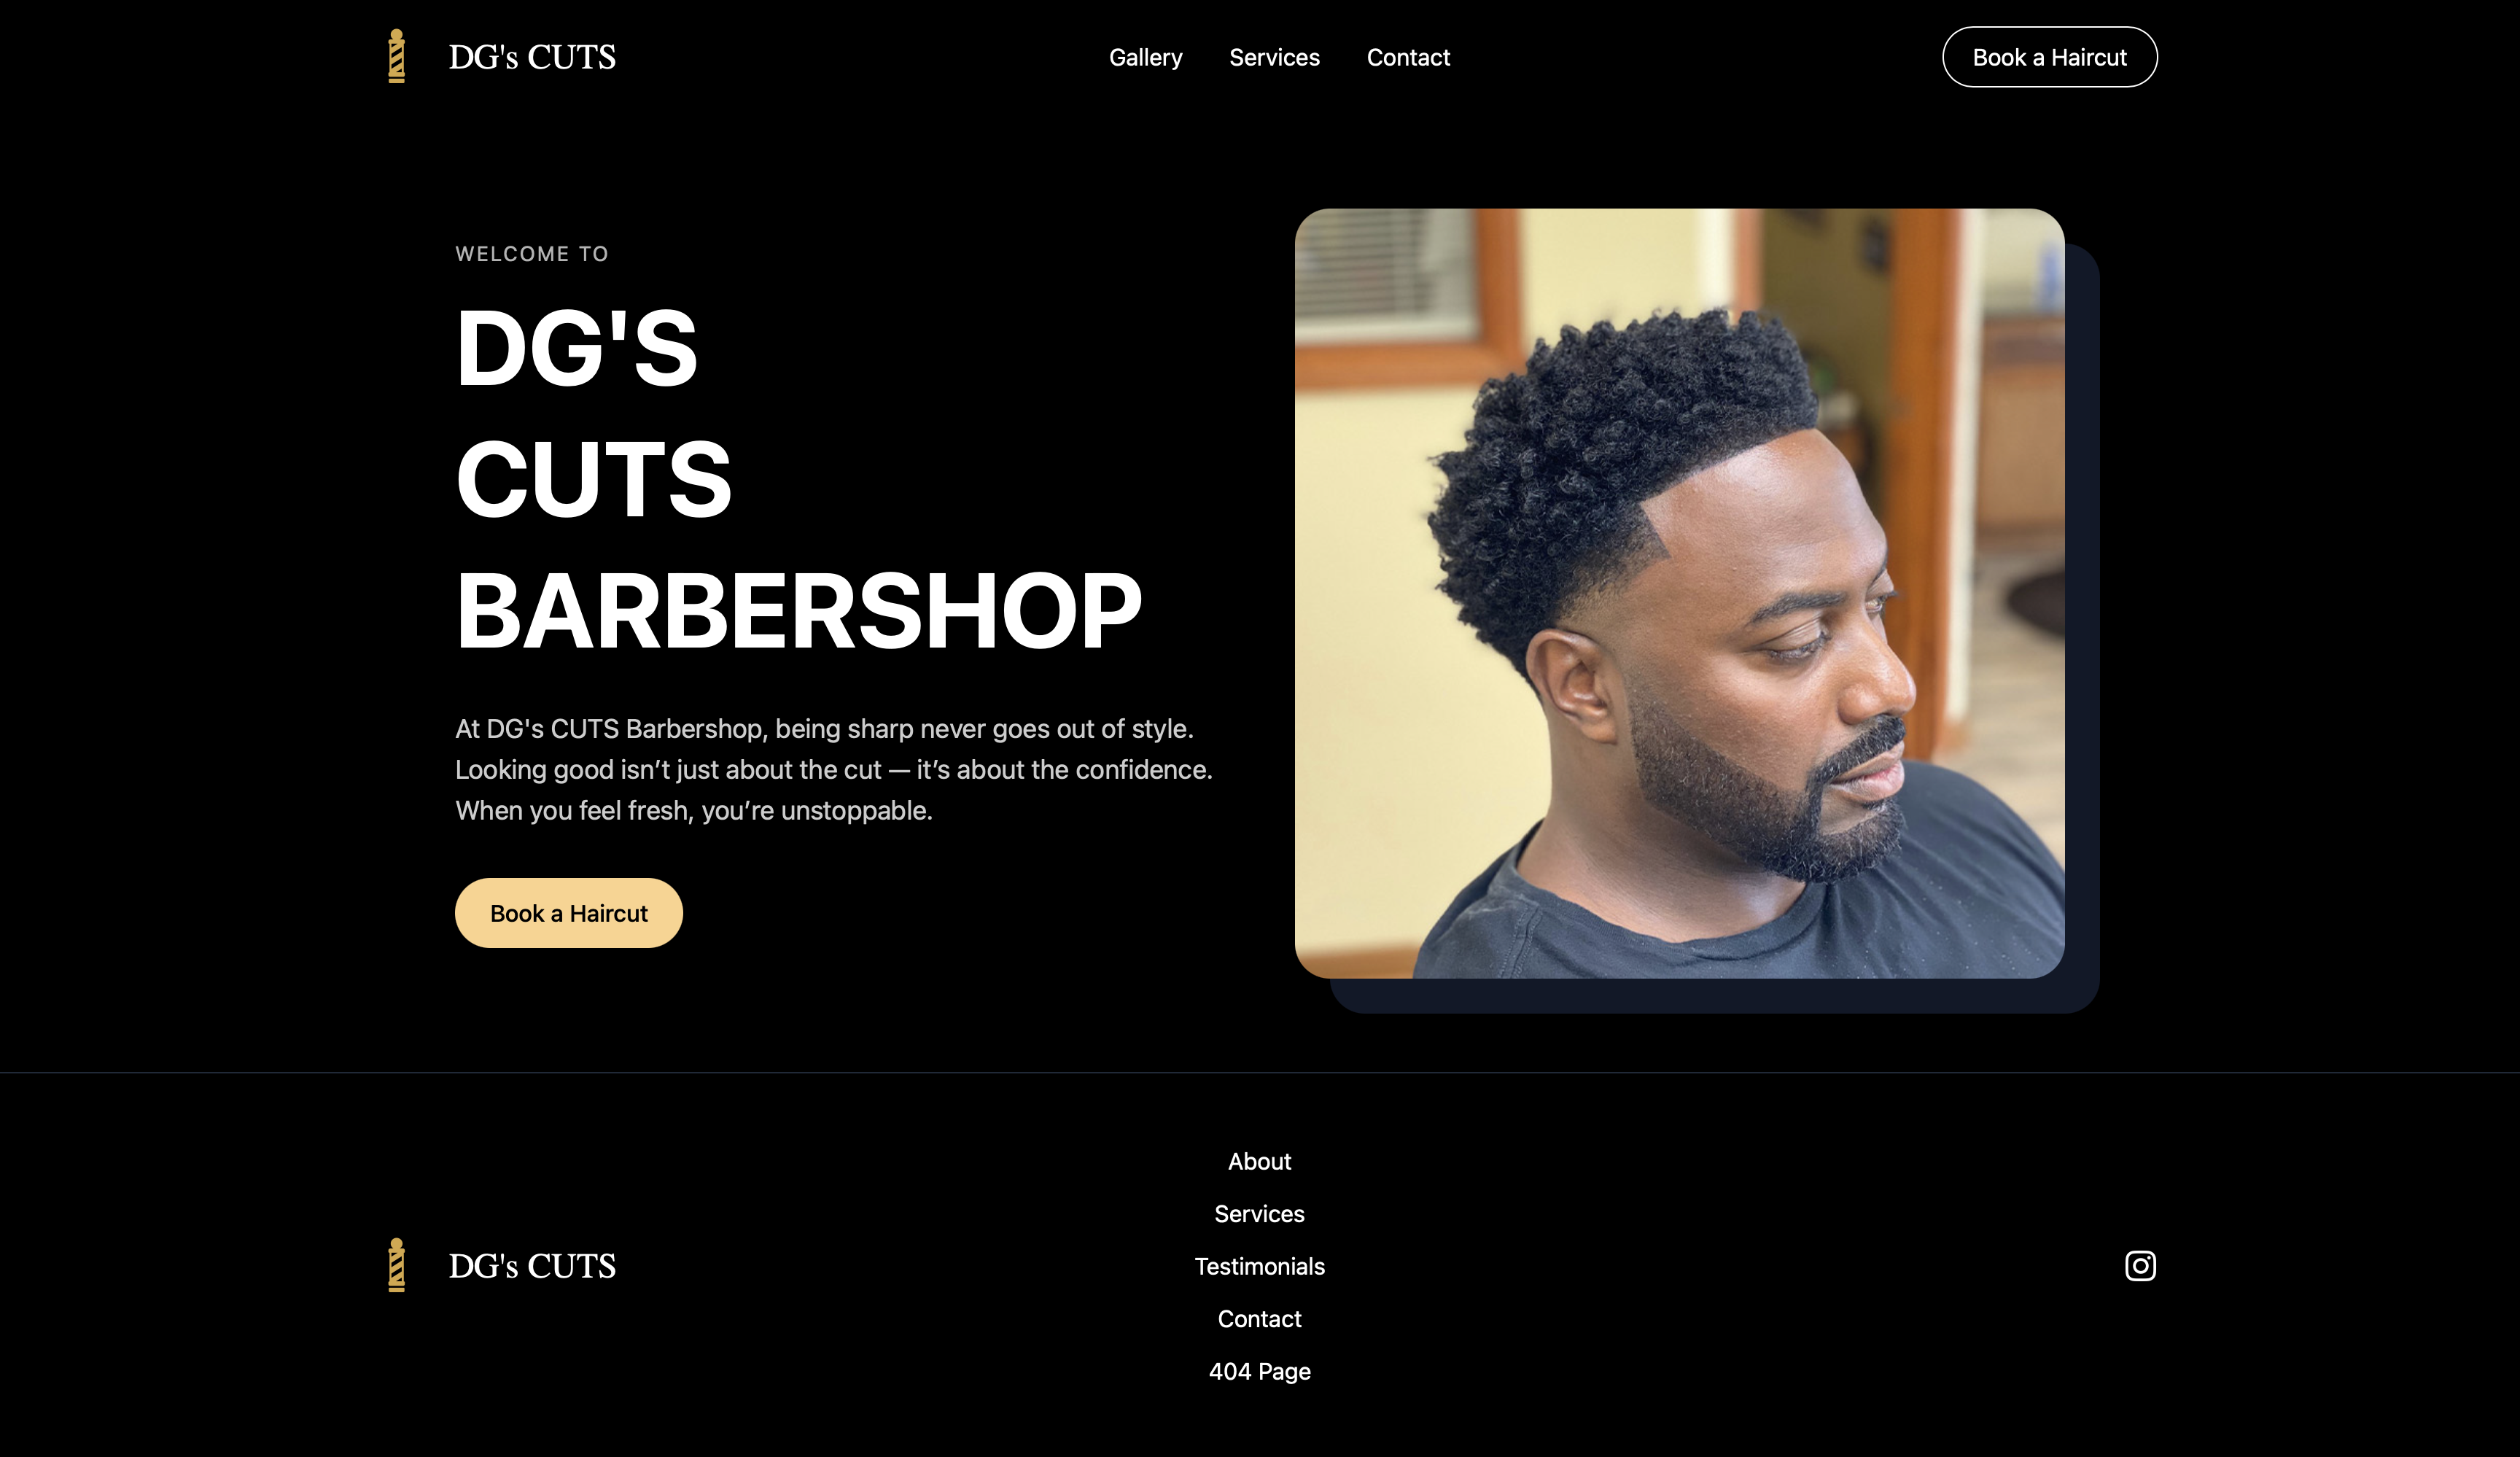 DG's CUTS
Gallery
Services
Contact
Book a Haircut
WELCOME TO
DG'S
CUTS
BARBERSHOP
At DG's CUTS Barbershop, being sharp never goes out of style.
Looking good isn’t just about the cut — it’s about the confidence.
When you feel fresh, you’re unstoppable.
Book a Haircut
About
Services
DG's CUTS
Testimonials
Contact
404 Page